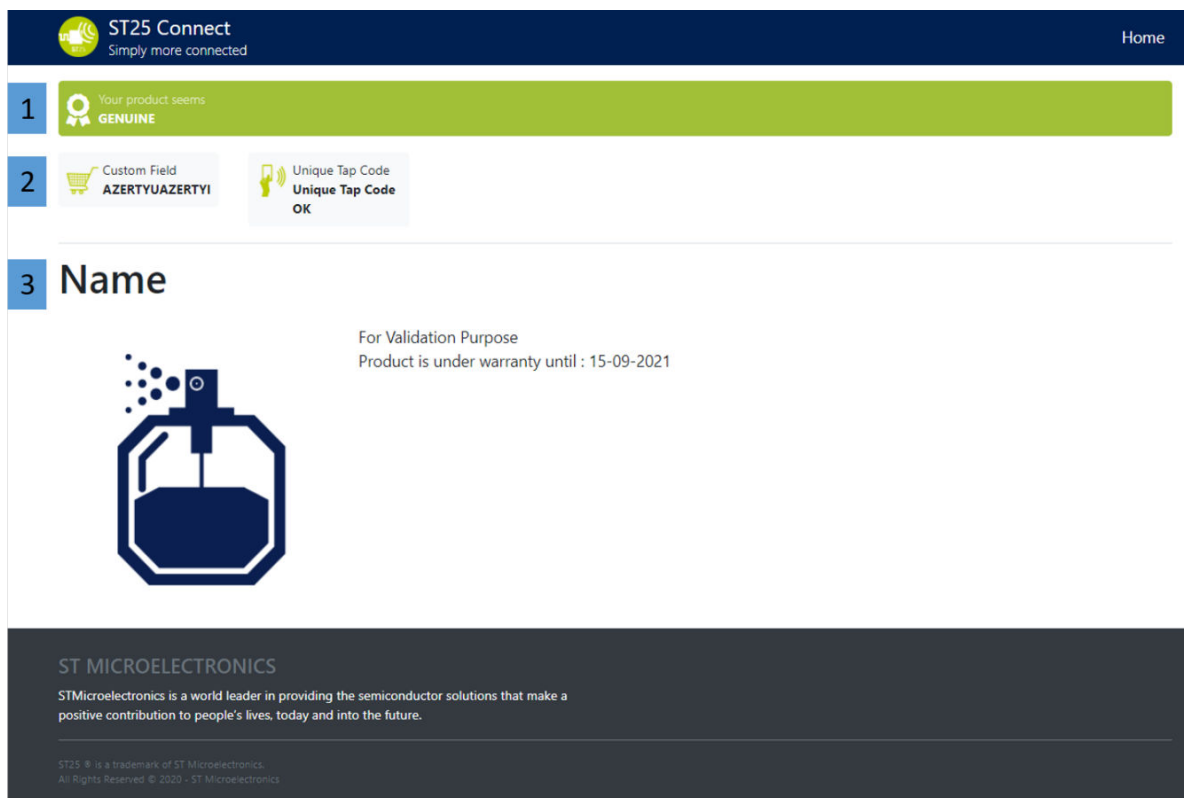 ST25 Connect
Simply more connected
Home
1
Your product seems
GENUINE
2
Custom Field
AZERTYUAZERTYI
Unique Tap Code
Unique Tap Code
OK
3
Name
For Validation Purpose
Product is under warranty until : 15-09-2021
ST MICROELECTRONICS
STMicroelectronics is a world leader in providing the semiconductor solutions that make a
positive contribution to people's lives, today and into the future.
ST25 ® is a trademark of ST Microelectronics.
All Rights Reserved © 2020 - ST Microelectronics